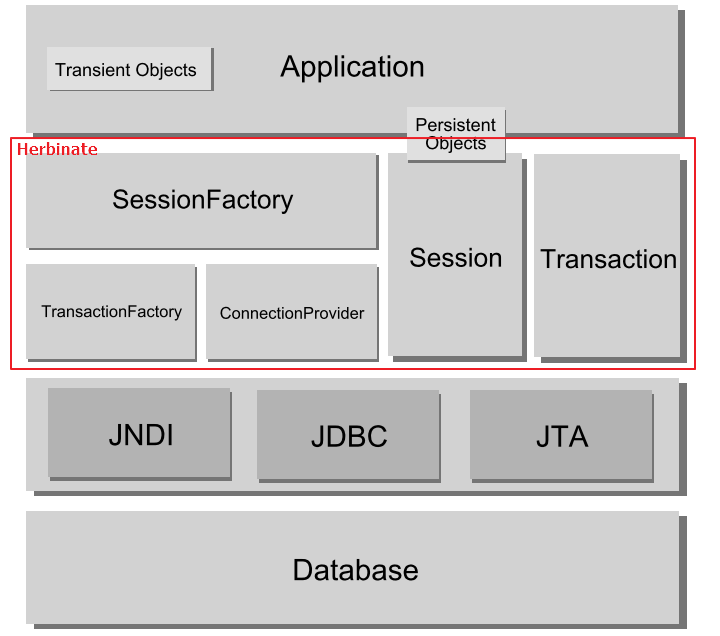 Transient Objects
Application
Persistent
Objects
Herbinate
SessionFactory
Session
Transaction
TransactionFactory
ConnectionProvider
JNDI
JDBC
JTA
Database